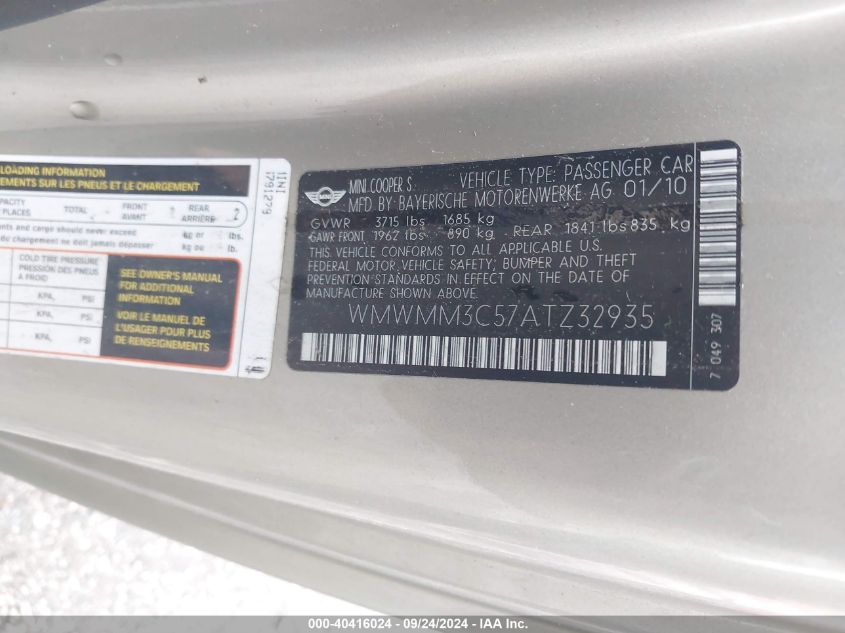 LOADING INFORMATION
EMENTS SUR LES PNEUS ET LE CHARGEMENT
PACITY
PLACES
TOTAL
FRONT
AVANT
REAR
ARRIÈRE
2
nts and cargo should never exceed
kg or
lbs.
du chargement ne doit jamais dépasser
kg ou
lb.
COLD TIRE PRESSURE
PRESSION DES PNEUS
A FROID
KPA, PSI
KPA, PSI
KPA, PSI
SEE OWNER'S MANUAL
FOR ADDITIONAL
INFORMATION
VOIR LE MANUEL DE
L'USAGER POUR PLUS
DE RENSEIGNEMENTS
MINI
MINI COOPER S VEHICLE TYPE: PASSENGER CAR
MFD BY BAYERISCHE MOTORENWERKE AG 01/10
GVWR 3715 lbs 1685 kg
GAWR FRONT 1962 lbs - 890 kg - REAR 1841 lbs 835 kg
THIS VEHICLE CONFORMS TO ALL APPLICABLE U.S.
FEDERAL MOTOR VEHICLE SAFETY, BUMPER AND THEFT
PREVENTION STANDARDS IN EFFECT ON THE DATE OF
MANUFACTURE SHOWN ABOVE.
WMWMM3C57ATZ32935
7 049 307
000-40416024 - 09/24/2024 - IAA Inc.